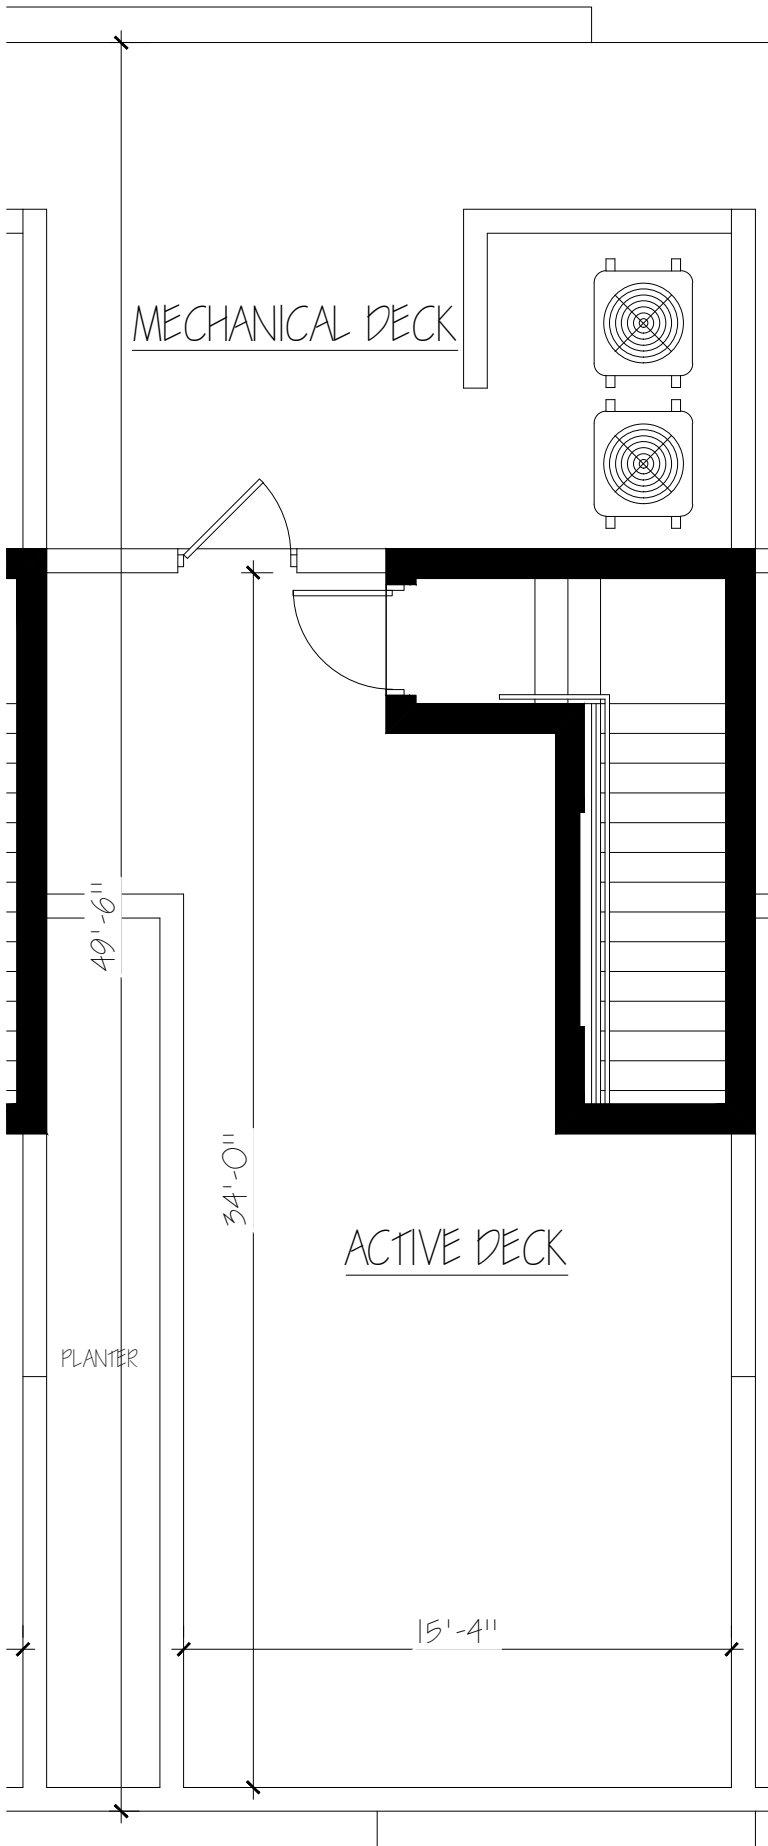 MECHANICAL DECK
49'-6"
34'-0"
ACTIVE DECK
PLANTER
15'-4"